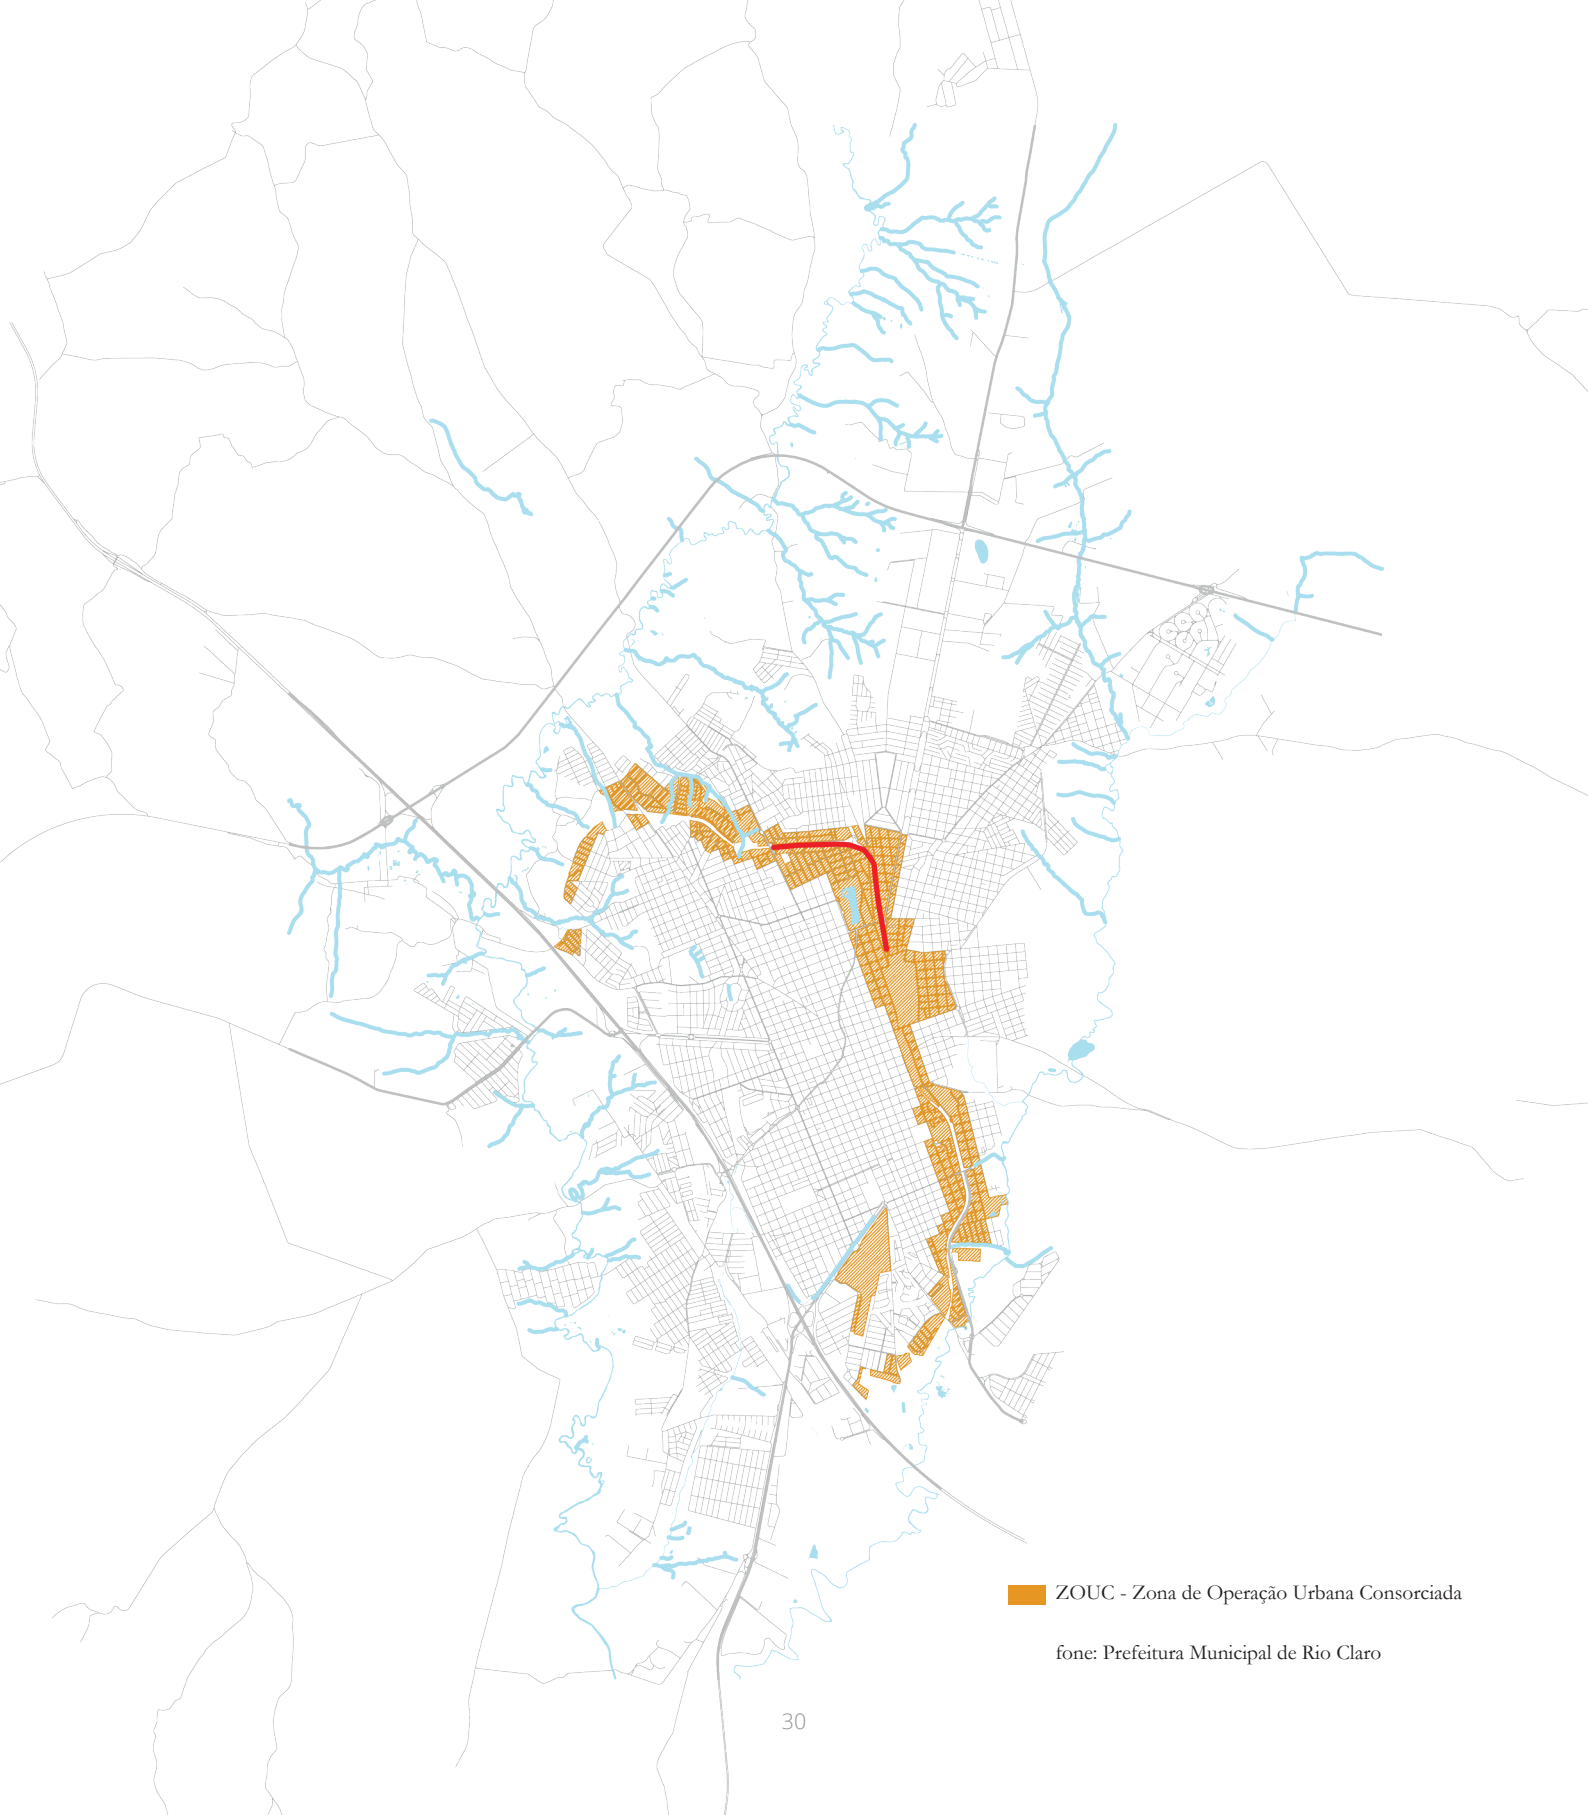 ZOUC - Zona de Operação Urbana Consorciada
fone: Prefeitura Municipal de Rio Claro
30